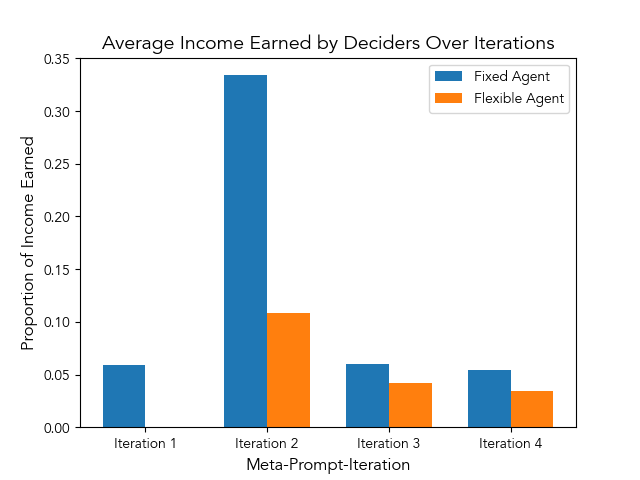 Average Income Earned by Deciders Over Iterations
Fixed Agent
Flexible Agent
Proportion of Income Earned
0.35
0.30
0.25
0.20
0.15
0.10
0.05
0.00
Iteration 1
Iteration 2
Iteration 3
Iteration 4
Meta-Prompt-Iteration